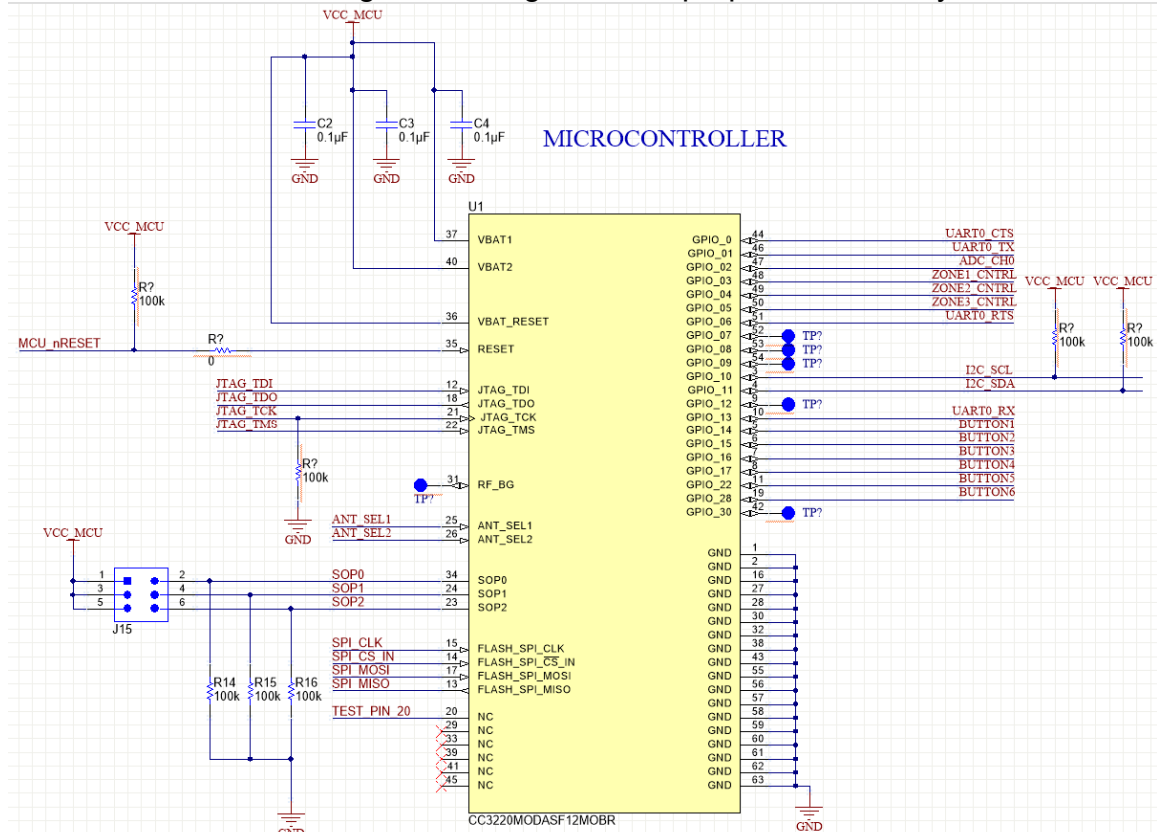 VCC_MCU
C2
0.1µF
C3
0.1µF
C4
0.1µF
GND
GND
GND
MICROCONTROLLER
U1
VCC_MCU
R?
100k
MCU_nRESET
R?
0
37 VBAT1
40 VBAT2
36 VBAT_RESET
35 RESET
JTAG_TDI 12 JTAG_TDI
JTAG_TDO 18 JTAG_TDO
JTAG_TCK 21 JTAG_TCK
JTAG_TMS 22 JTAG_TMS
R?
100k
GND
TP? 31 RF_BG
ANT_SEL1 25 ANT_SEL1
ANT_SEL2 26 ANT_SEL2
VCC_MCU
1 2
3 4
5 6
J15
SOP0 34 SOP0
SOP1 24 SOP1
SOP2 23 SOP2
R14
100k
R15
100k
R16
100k
GND
SPI_CLK 15 FLASH_SPI_CLK
SPI_CS_IN 14 FLASH_SPI_CS_IN
SPI_MOSI 17 FLASH_SPI_MOSI
SPI_MISO 13 FLASH_SPI_MISO
TEST_PIN_20 20 NC
29 NC
33 NC
39 NC
41 NC
45 NC
GPIO_0 44 UART0_CTS
GPIO_01 46 UART0_TX
GPIO_02 47 ADC_CH0
GPIO_03 48 ZONE1_CNTRL
GPIO_04 49 ZONE2_CNTRL
GPIO_05 50 ZONE3_CNTRL
GPIO_06 51 UART0_RTS
GPIO_07 52 TP?
GPIO_08 53 TP?
GPIO_09 54 TP?
GPIO_10 3 I2C_SCL
GPIO_11 4 I2C_SDA
GPIO_12 9 TP?
GPIO_13 10 UART0_RX
GPIO_14 5 BUTTON1
GPIO_15 6 BUTTON2
GPIO_16 7 BUTTON3
GPIO_17 8 BUTTON4
GPIO_22 11 BUTTON5
GPIO_28 19 BUTTON6
GPIO_30 42 TP?
VCC_MCU
R?
100k
VCC_MCU
R?
100k
GND 1
GND 2
GND 16
GND 27
GND 28
GND 30
GND 32
GND 38
GND 43
GND 55
GND 56
GND 57
GND 58
GND 59
GND 60
GND 61
GND 62
GND 63
GND
CC3220MODASF12MOBR